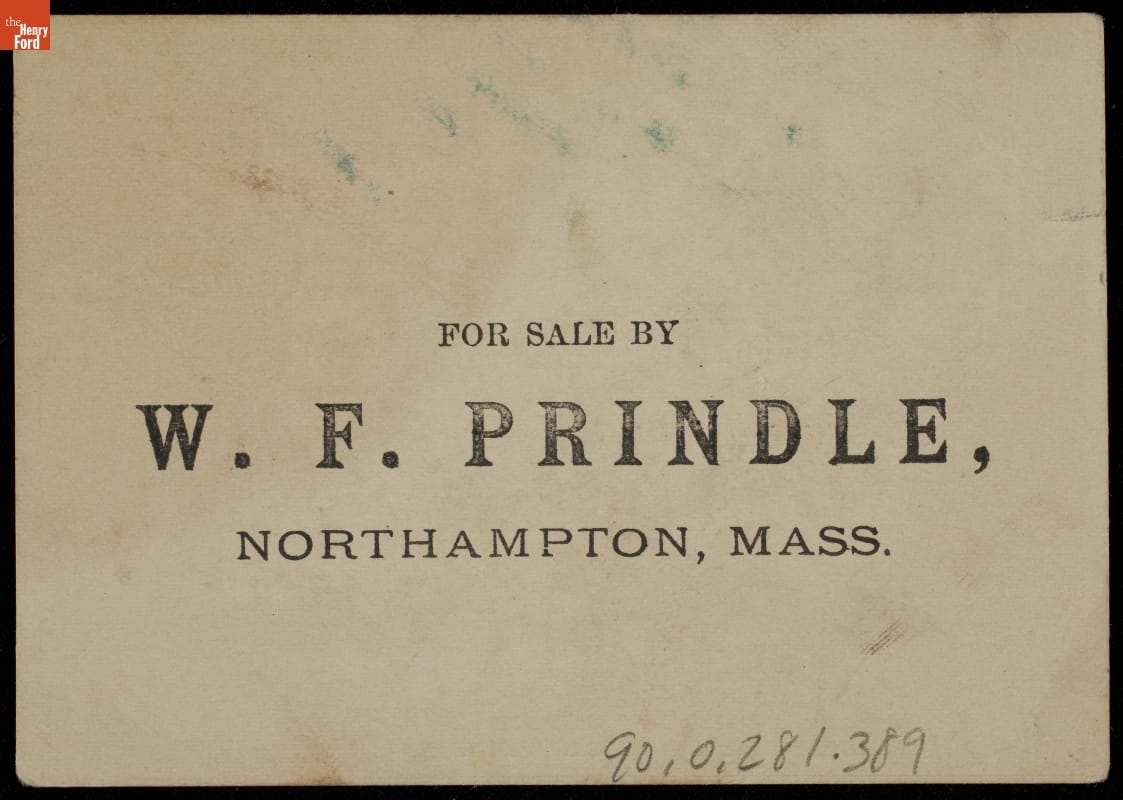 the
Henry
Ford
FOR SALE BY
W. F. PRINDLE,
NORTHAMPTON, MASS.
90.0.281.389